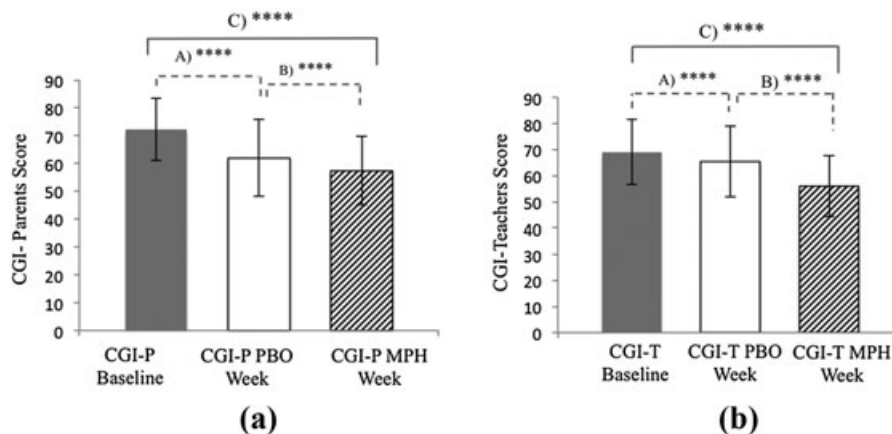 C) ****
A) ****
B) ****
90
80
70
60
50
40
30
20
10
0
CGI- Parents Score
CGI-P
Baseline
CGI-P PBO
Week
CGI-P MPH
Week
(a)
C) ****
A) ****
B) ****
90
80
70
60
50
40
30
20
10
0
CGI-Teachers Score
CGI-T
Baseline
CGI-T PBO
Week
CGI-T MPH
Week
(b)